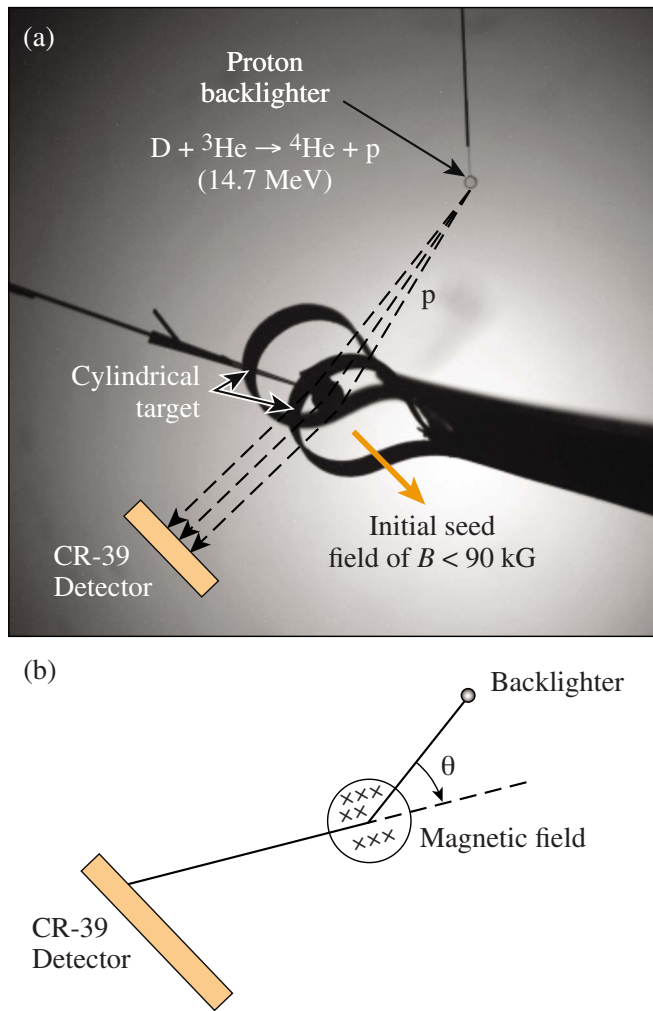 (a)
Proton
backlighter
D + ³He → ⁴He + p
(14.7 MeV)
p
Cylindrical
target
CR-39
Detector
Initial seed
field of B < 90 kG
(b)
Backlighter
θ
××× 
××
×××
Magnetic field
CR-39
Detector